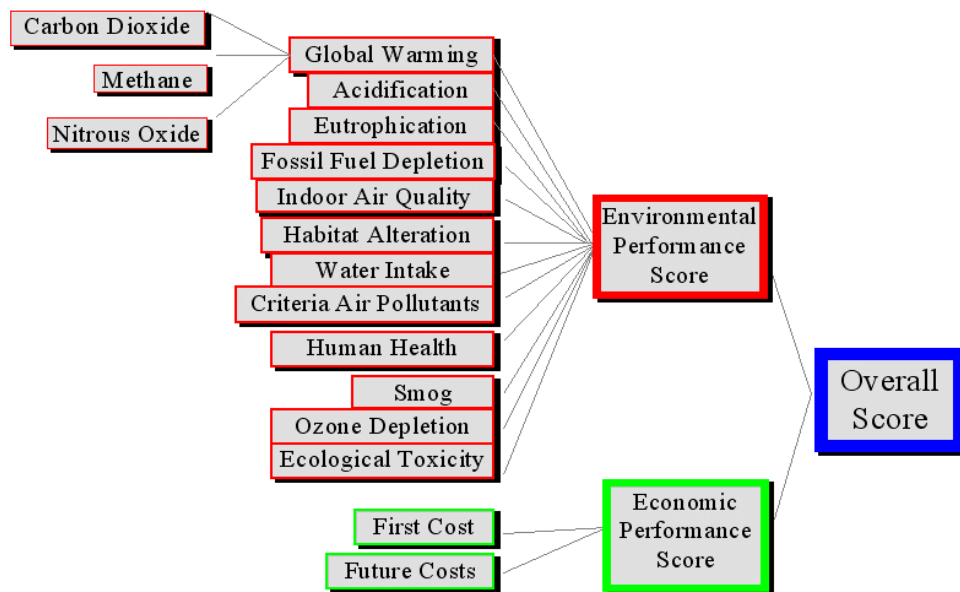 Carbon Dioxide
Methane
Nitrous Oxide
Global Warming
Acidification
Eutrophication
Fossil Fuel Depletion
Indoor Air Quality
Habitat Alteration
Water Intake
Criteria Air Pollutants
Human Health
Smog
Ozone Depletion
Ecological Toxicity
First Cost
Future Costs
Environmental
Performance
Score
Economic
Performance
Score
Overall
Score